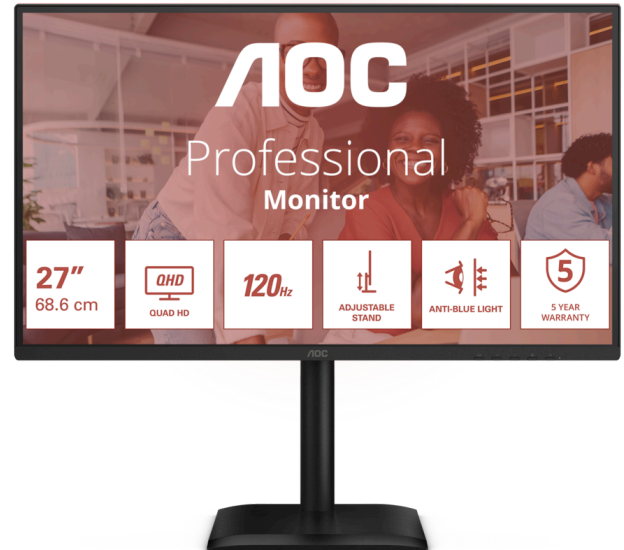 AOC
Professional
Monitor
27"
68.6 cm
QHD
QUAD HD
120Hz
ADJUSTABLE
STAND
ANTI-BLUE LIGHT
5
5 YEAR
WARRANTY
AOC